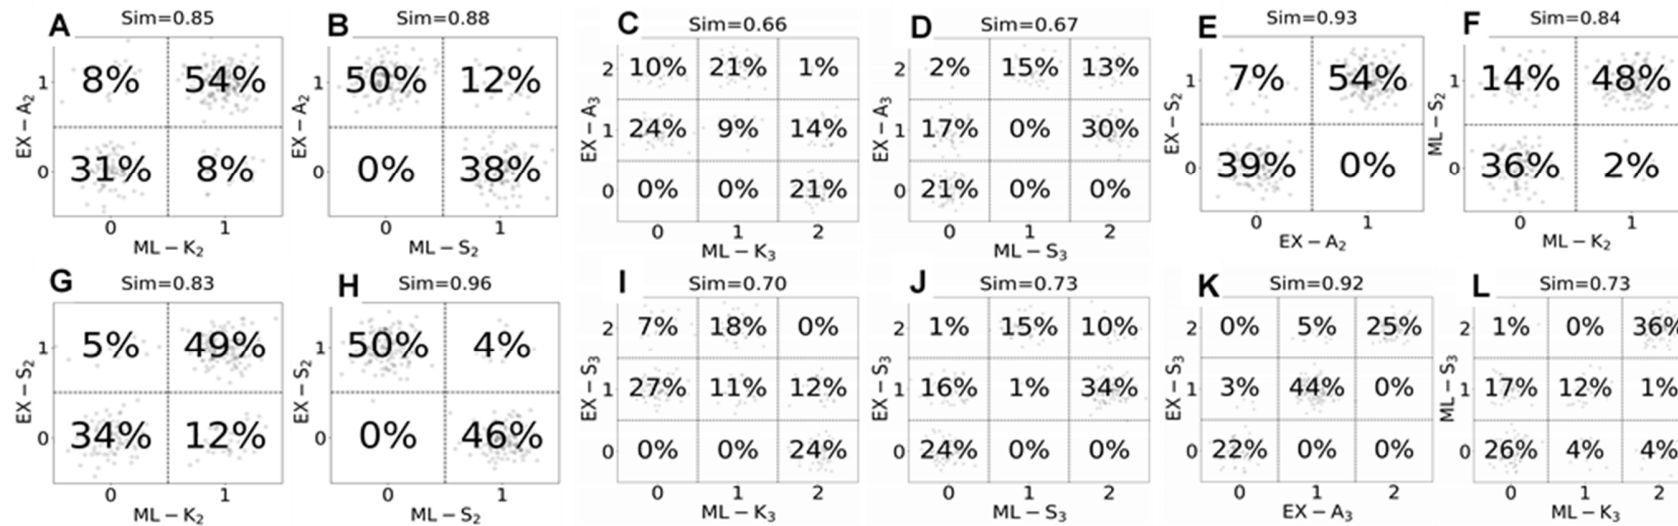 A
Sim=0.85
8% 54%
31% 8%
EX − A₂
1
0
0 1
ML − K₂
B
Sim=0.88
50% 12%
0% 38%
EX − A₂
1
0
0 1
ML − S₂
C
Sim=0.66
10% 21% 1%
24% 9% 14%
0% 0% 21%
EX − A₃
2
1
0
0 1 2
ML − K₃
D
Sim=0.67
2% 15% 13%
17% 0% 30%
21% 0% 0%
EX − A₃
2
1
0
0 1 2
ML − S₃
E
Sim=0.93
7% 54%
39% 0%
EX − S₂
1
0
0 1
EX − A₂
F
Sim=0.84
14% 48%
36% 2%
ML − S₂
1
0
0 1
ML − K₂
G
Sim=0.83
5% 49%
34% 12%
EX − S₂
1
0
0 1
ML − K₂
H
Sim=0.96
50% 4%
0% 46%
EX − S₂
1
0
0 1
ML − S₂
I
Sim=0.70
7% 18% 0%
27% 11% 12%
0% 0% 24%
EX − S₃
2
1
0
0 1 2
ML − K₃
J
Sim=0.73
1% 15% 10%
16% 1% 34%
24% 0% 0%
EX − S₃
2
1
0
0 1 2
ML − S₃
K
Sim=0.92
0% 5% 25%
3% 44% 0%
22% 0% 0%
EX − S₃
2
1
0
0 1 2
EX − A₃
L
Sim=0.73
1% 0% 36%
17% 12% 1%
26% 4% 4%
ML − S₃
2
1
0
0 1 2
ML − K₃